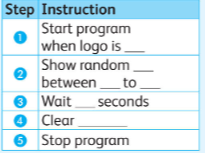 Step Instruction
1 Start program
when logo is ___
2 Show random ___
between ___ to ___
3 Wait ___ seconds
4 Clear ________
5 Stop program